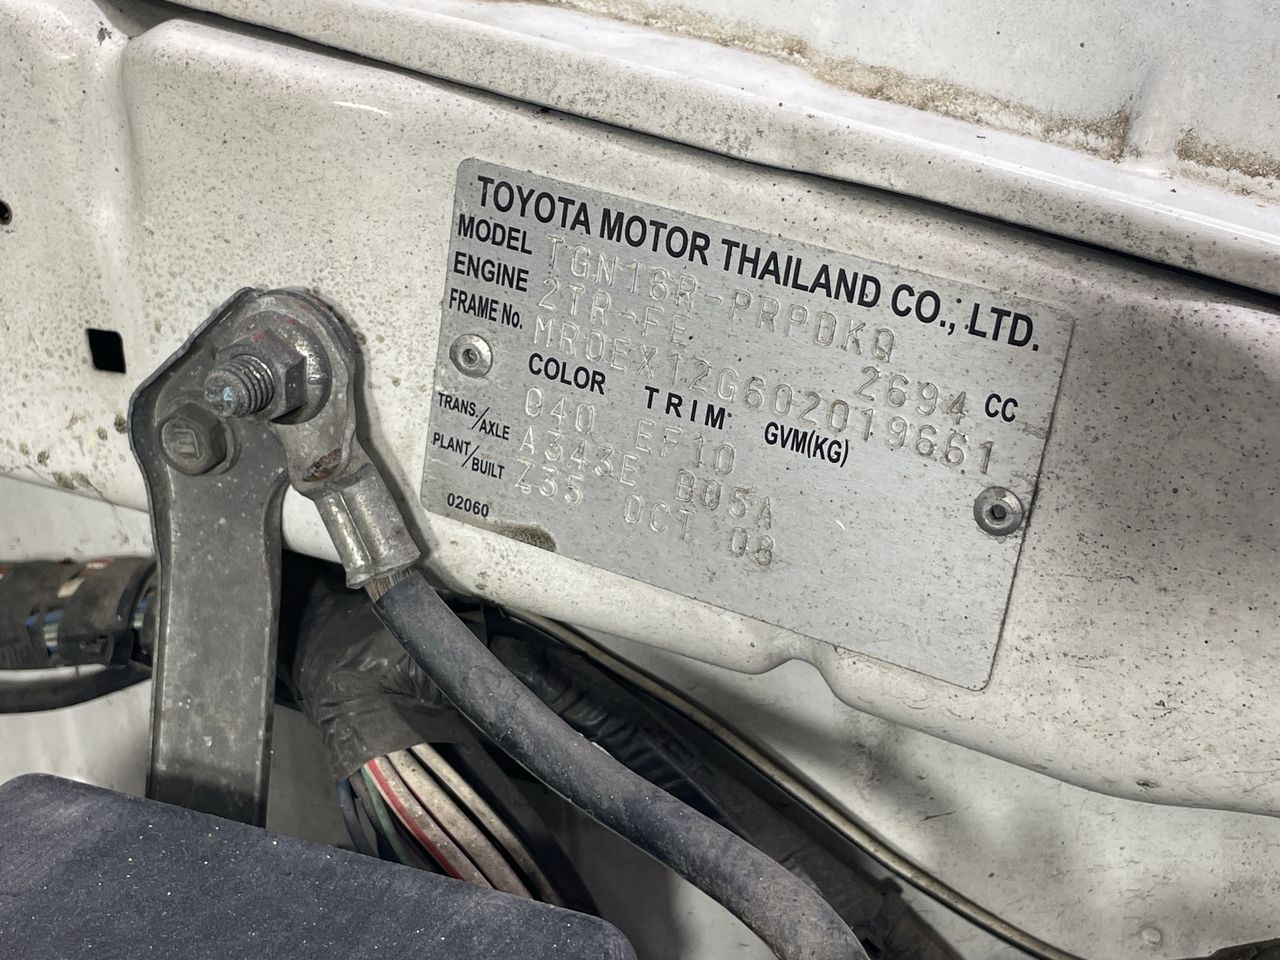 TOYOTA MOTOR THAILAND CO., LTD.
MODEL TGN16R-PRPDKQ
ENGINE 2TR-FE 2694 CC
FRAME No. MR0EX12G602019661
COLOR TRIM GVM(KG)
040 EF10
TRANS./AXLE A343E B05A
PLANT/BUILT Z35 OCT 08
02060